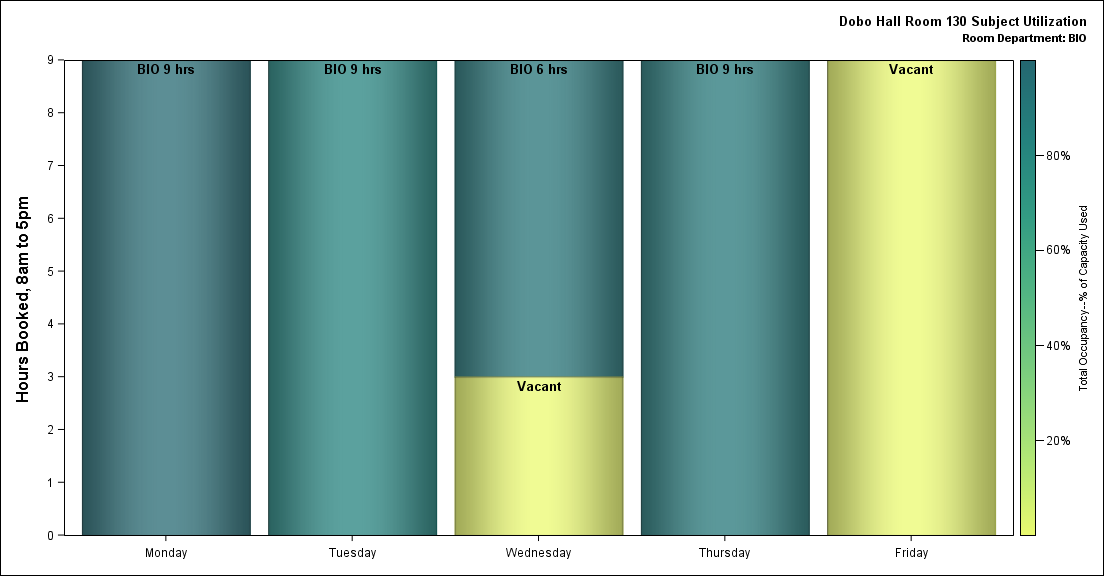 Dobo Hall Room 130 Subject Utilization
Room Department: BIO
Hours Booked, 8am to 5pm
9
8
7
6
5
4
3
2
1
0
BIO 9 hrs
BIO 9 hrs
BIO 6 hrs
BIO 9 hrs
Vacant
Vacant
Monday
Tuesday
Wednesday
Thursday
Friday
80%
60%
40%
20%
Total Occupancy--% of Capacity Used